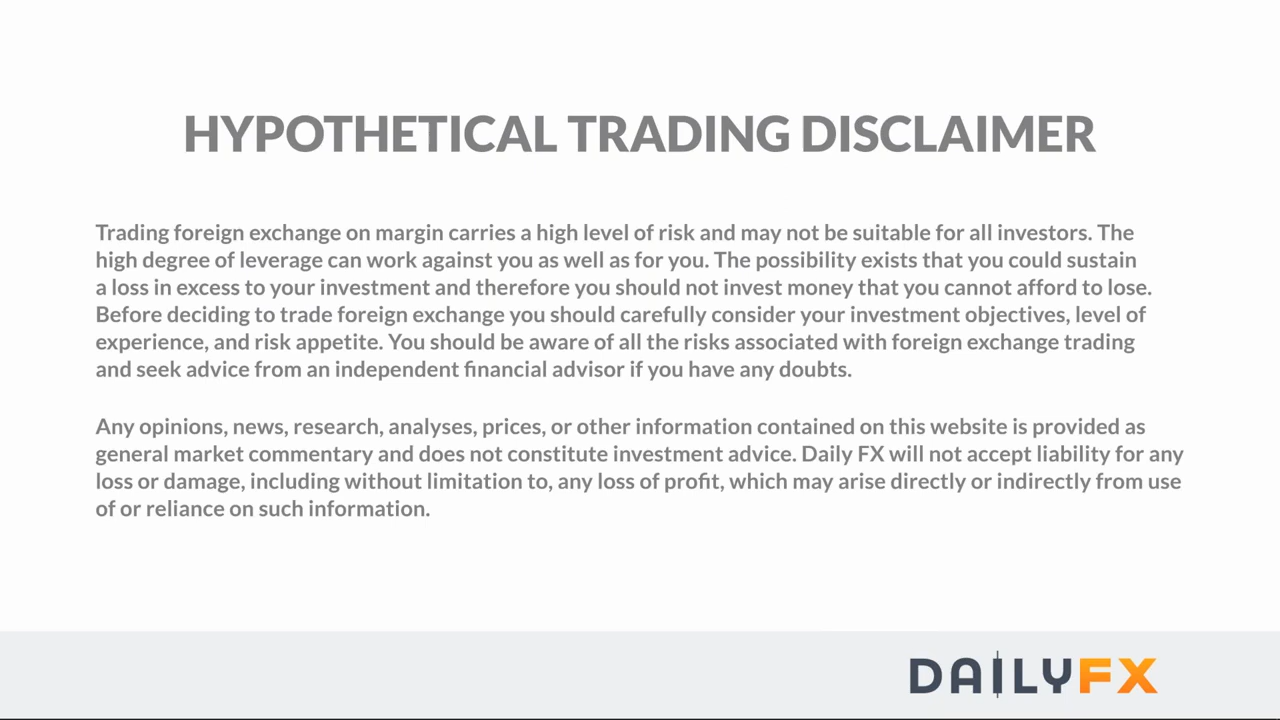 HYPOTHETICAL TRADING DISCLAIMER
Trading foreign exchange on margin carries a high level of risk and may not be suitable for all investors. The
high degree of leverage can work against you as well as for you. The possibility exists that you could sustain
a loss in excess to your investment and therefore you should not invest money that you cannot afford to lose.
Before deciding to trade foreign exchange you should carefully consider your investment objectives, level of
experience, and risk appetite. You should be aware of all the risks associated with foreign exchange trading
and seek advice from an independent financial advisor if you have any doubts.
Any opinions, news, research, analyses, prices, or other information contained on this website is provided as
general market commentary and does not constitute investment advice. Daily FX will not accept liability for any
loss or damage, including without limitation to, any loss of profit, which may arise directly or indirectly from use
of or reliance on such information.
DAILYFX